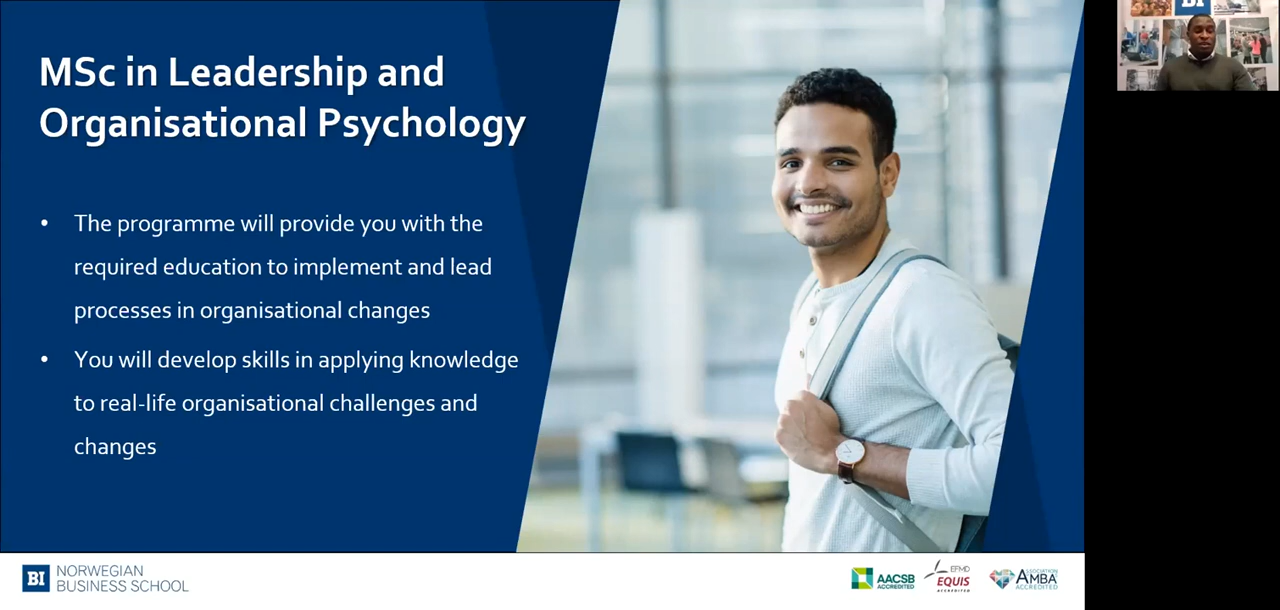 MSc in Leadership and
Organisational Psychology
• The programme will provide you with the
required education to implement and lead
processes in organisational changes
• You will develop skills in applying knowledge
to real-life organisational challenges and
changes
BI NORWEGIAN
BUSINESS SCHOOL
AACSB
ACCREDITED
EFMD
EQUIS
ACCREDITED
ASSOCIATION
AMBA
ACCREDITED
BI